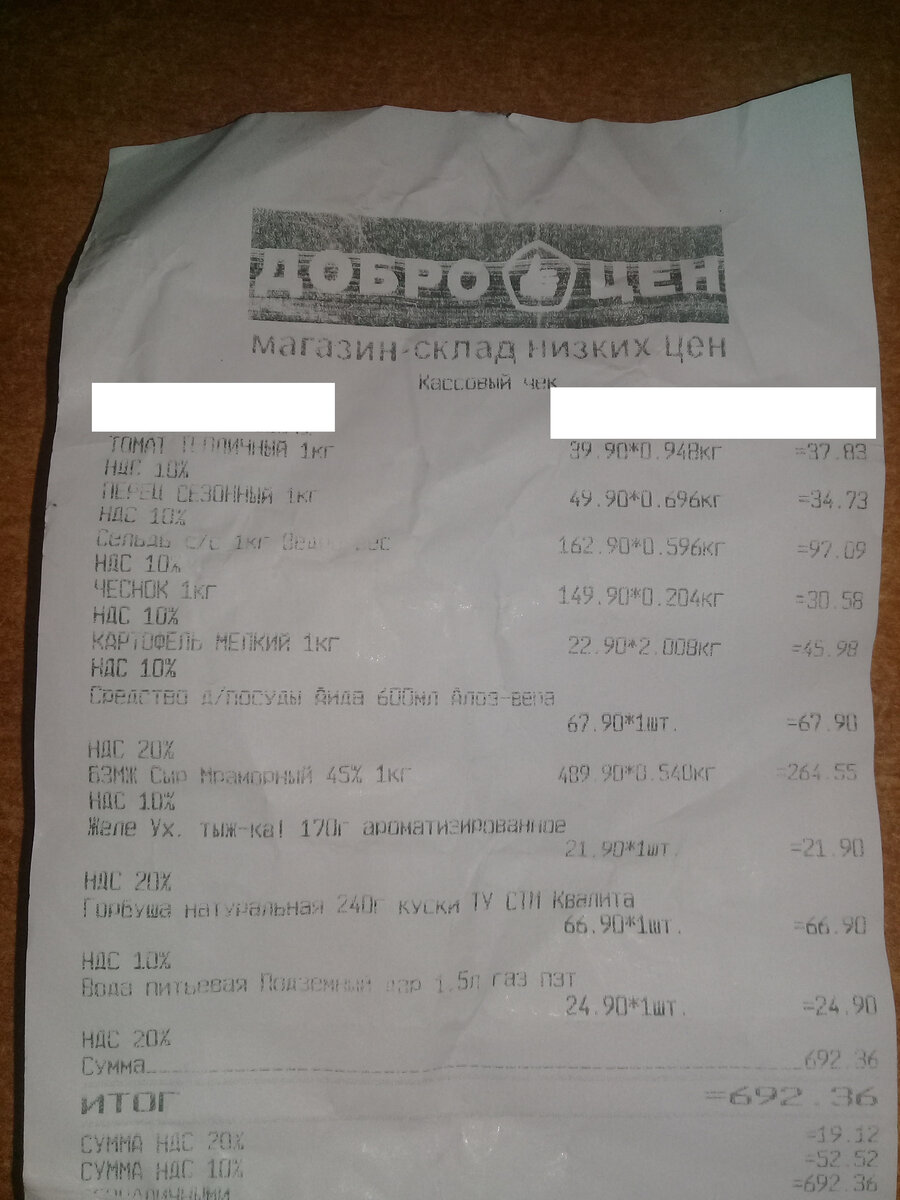 ДОБРО ЦЕН
магазин-склад низких цен
Кассовый чек
ТОМАТ ТЕПЛИЧНЫЙ 1кг 39.90*0.948кг =37.83
НДС 10%
ПЕРЕЦ СЕЗОННЫЙ 1кг 49.90*0.696кг =34.73
НДС 10%
Сельдь с/с 1кг 162.90*0.596кг =97.09
НДС 10%
ЧЕСНОК 1кг 149.90*0.204кг =30.58
НДС 10%
КАРТОФЕЛЬ МЕЛКИЙ 1кг 22.90*2.008кг =45.98
НДС 10%
Средство д/посуды Аида 600мл Алоэ-вера
67.90*1шт. =67.90
НДС 20%
БЗМЖ Сыр Мраморный 45% 1кг 489.90*0.540кг =264.55
НДС 10%
Желе Ух, тыж-ка! 170г ароматизированное
21.90*1шт. =21.90
НДС 20%
Горбуша натуральная 240г куски ТУ СТМ Квалита
66.90*1шт. =66.90
НДС 10%
Вода питьевая Подземный дар 1.5л газ пэт
24.90*1шт. =24.90
НДС 20%
Сумма 692.36
ИТОГ =692.36
СУММА НДС 20% =19.12
СУММА НДС 10% =52.52
НАЛИЧНЫМИ =692.36